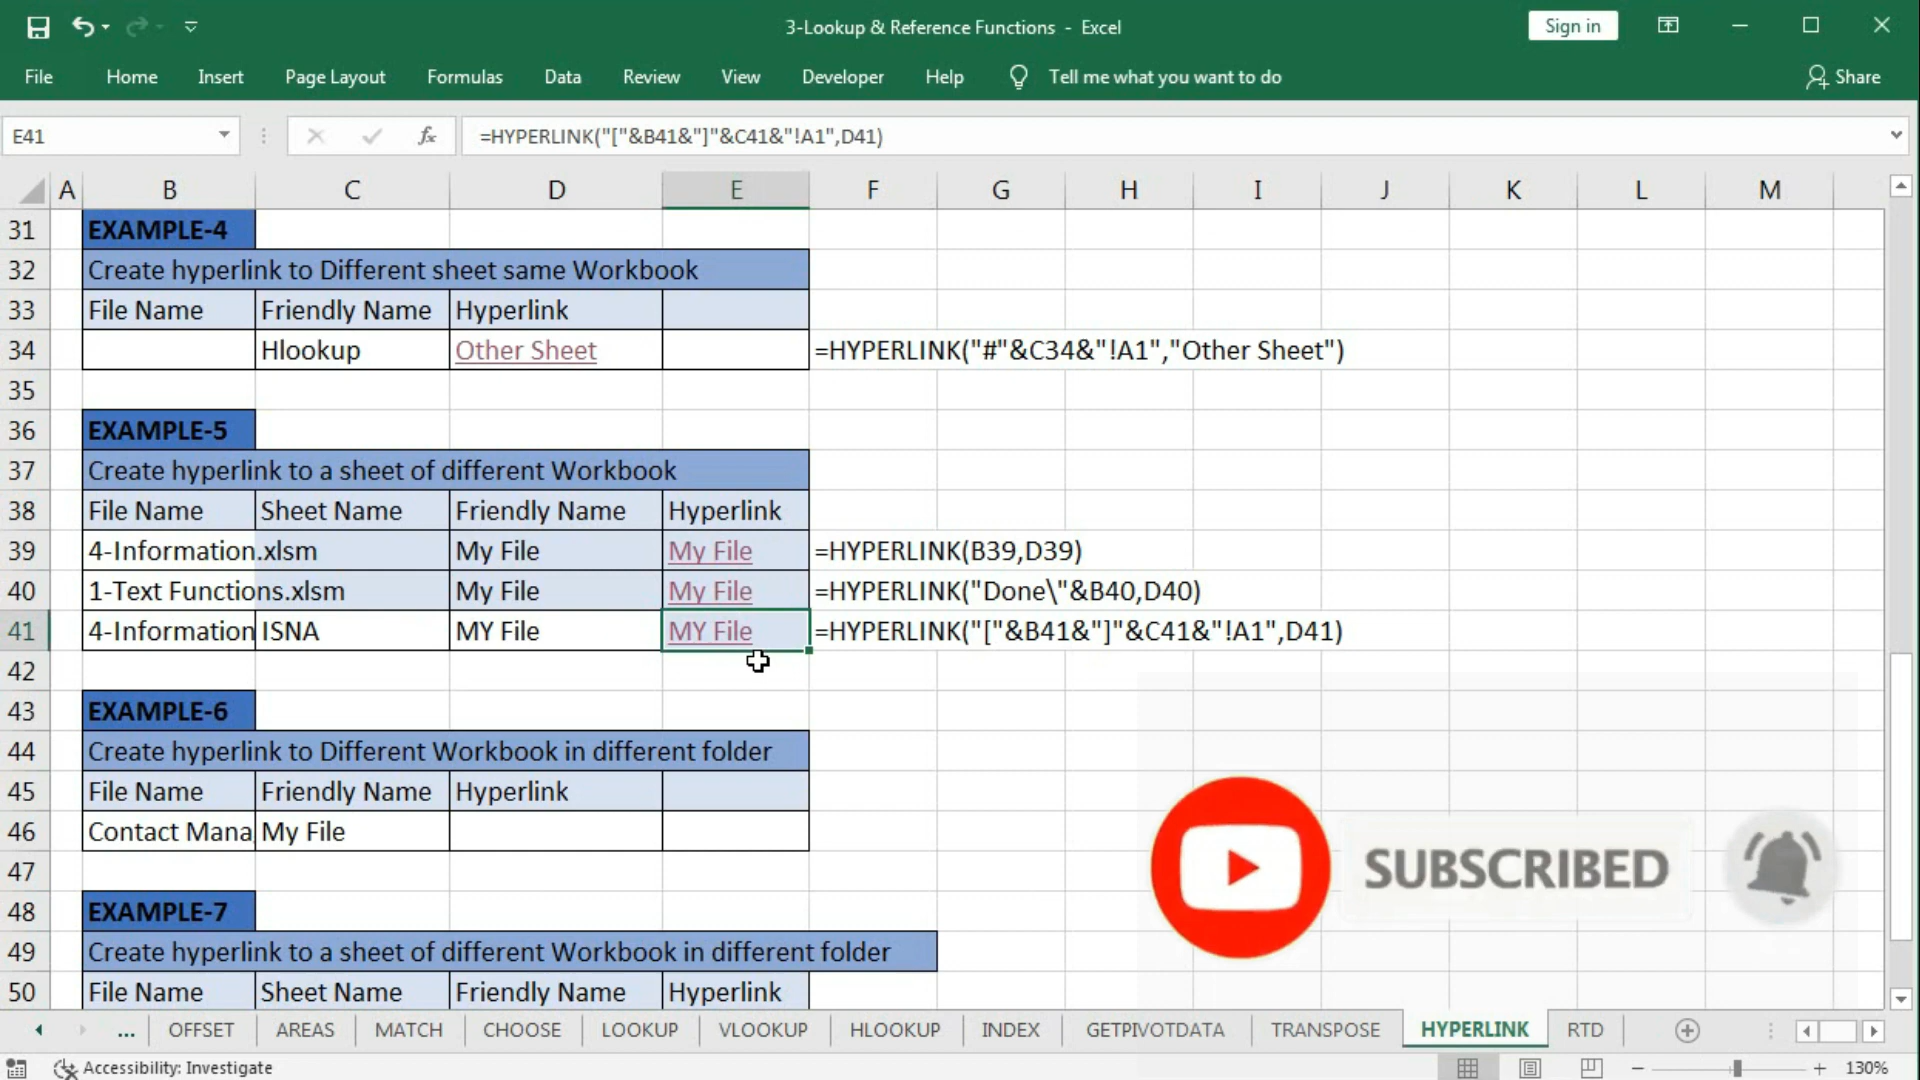 3-Lookup & Reference Functions - Excel
Sign in
File Home Insert Page Layout Formulas Data Review View Developer Help Tell me what you want to do Share
E41 fx =HYPERLINK("["&B41&"]"&C41&"!A1",D41)
A B C D E F G H I J K L M
31 EXAMPLE-4
32 Create hyperlink to Different sheet same Workbook
33 File Name Friendly Name Hyperlink
34 Hlookup Other Sheet =HYPERLINK("#"&C34&"!A1","Other Sheet")
35
36 EXAMPLE-5
37 Create hyperlink to a sheet of different Workbook
38 File Name Sheet Name Friendly Name Hyperlink
39 4-Information.xlsm My File My File =HYPERLINK(B39,D39)
40 1-Text Functions.xlsm My File My File =HYPERLINK("Done\"&B40,D40)
41 4-Information ISNA MY File MY File =HYPERLINK("["&B41&"]"&C41&"!A1",D41)
42
43 EXAMPLE-6
44 Create hyperlink to Different Workbook in different folder
45 File Name Friendly Name Hyperlink
46 Contact Mana My File
47
48 EXAMPLE-7
49 Create hyperlink to a sheet of different Workbook in different folder
50 File Name Sheet Name Friendly Name Hyperlink
SUBSCRIBED
... OFFSET AREAS MATCH CHOOSE LOOKUP VLOOKUP HLOOKUP INDEX GETPIVOTDATA TRANSPOSE HYPERLINK RTD
Accessibility: Investigate 130%